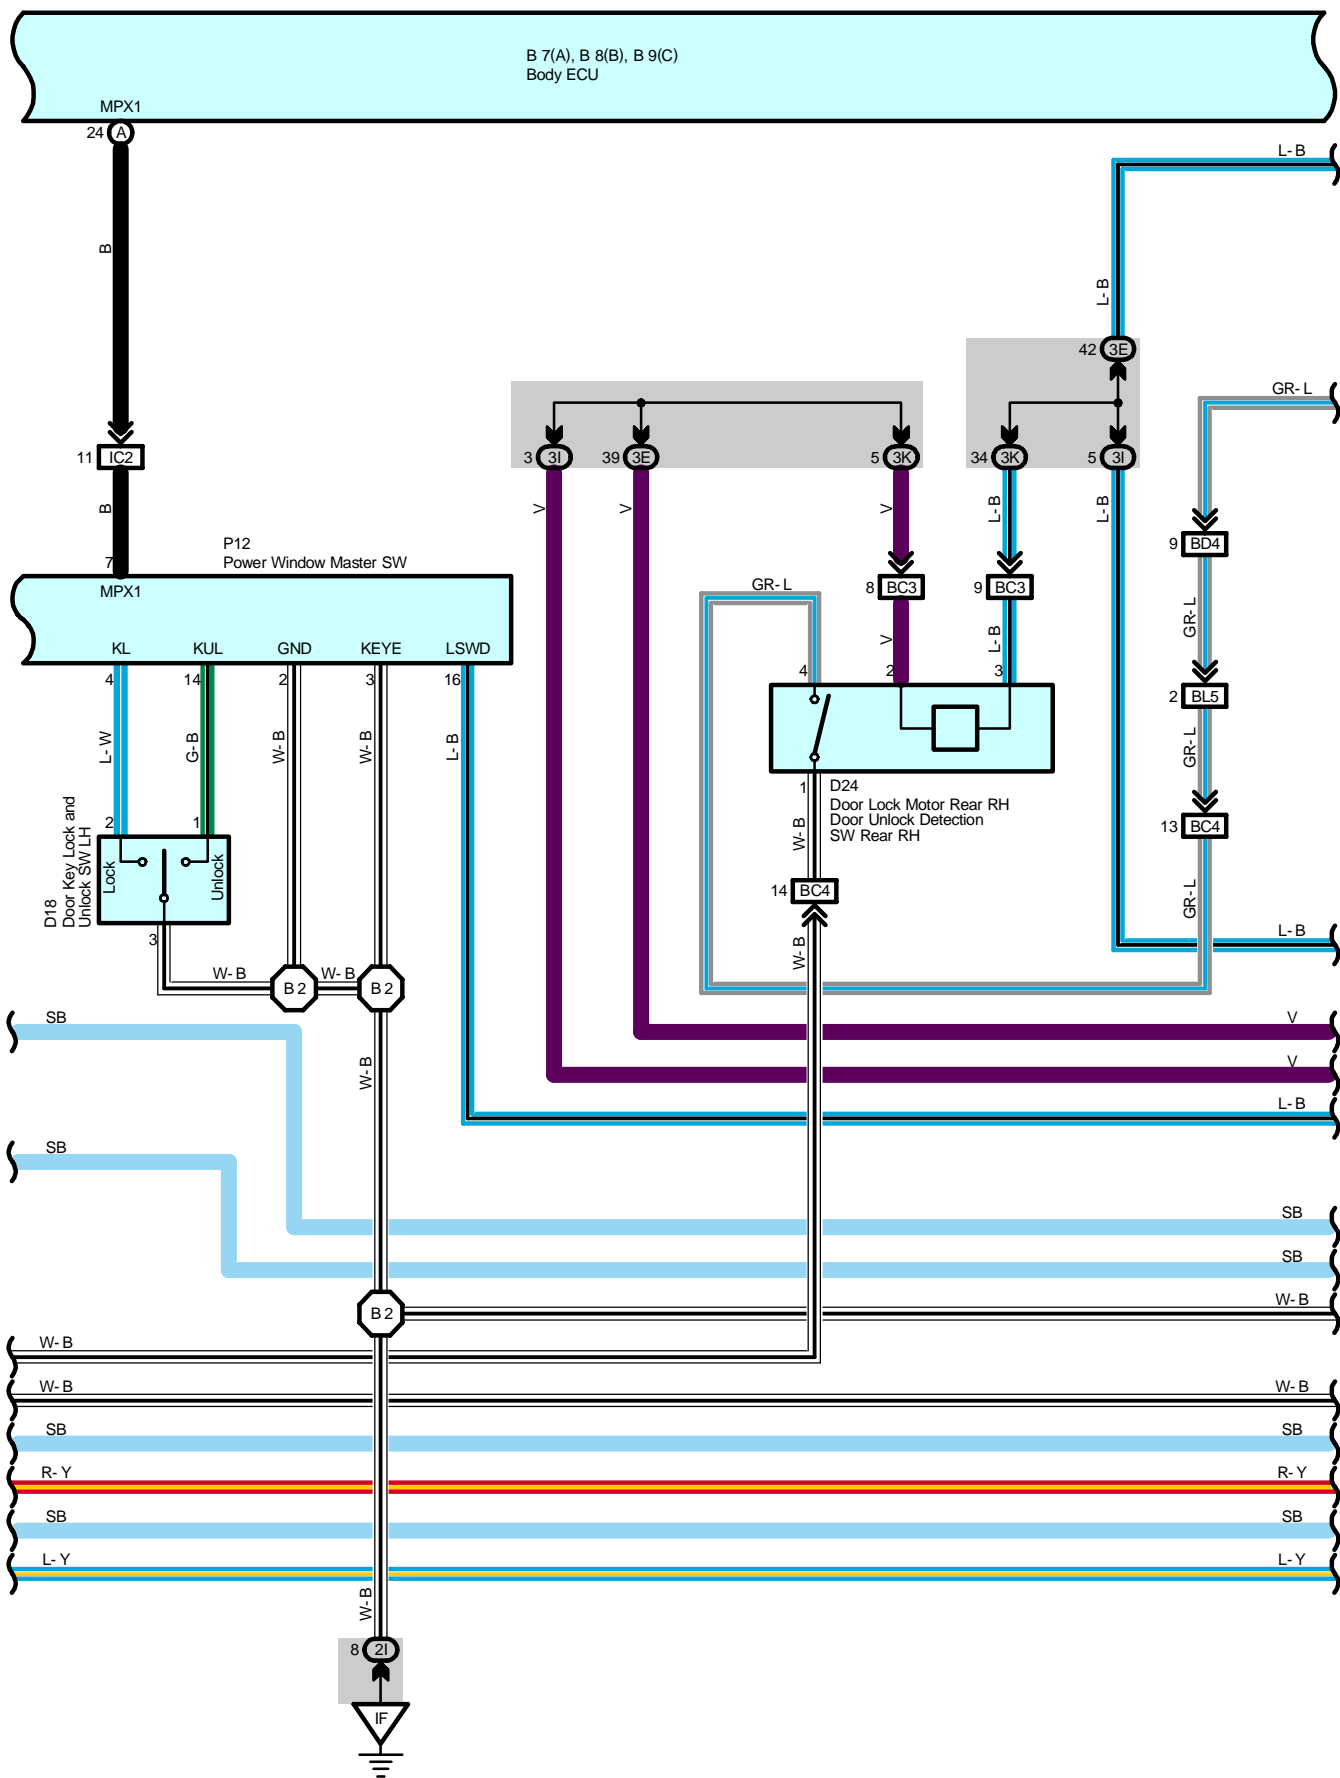 B 7(A), B 8(B), B 9(C)
Body ECU
MPX1
24 A
L- B
B
L- B
42 3E
GR- L
11 IC2
3 3I
39 3E
5 3K
34 3K
5 3I
B
V
V
V
L- B
L- B
9 BD4
P12
Power Window Master SW
7
MPX1
GR- L
8 BC3
9 BC3
GR- L
V
L- B
KL
KUL
GND
KEYE
LSWD
4
14
2
3
16
4
2
3
2 BL5
L- W
G- B
W- B
W- B
L- B
GR- L
1
D24
Door Lock Motor Rear RH
Door Unlock Detection
SW Rear RH
W- B
2
1
13 BC4
D18
Door Key Lock and
Unlock SW LH
Lock
Unlock
3
14 BC4
GR- L
W- B
L- B
W- B
W- B
B 2
B 2
SB
V
W- B
V
L- B
SB
SB
SB
B 2
W- B
W- B
W- B
W- B
SB
SB
R- Y
R- Y
SB
SB
L- Y
L- Y
W- B
8 2I
IF